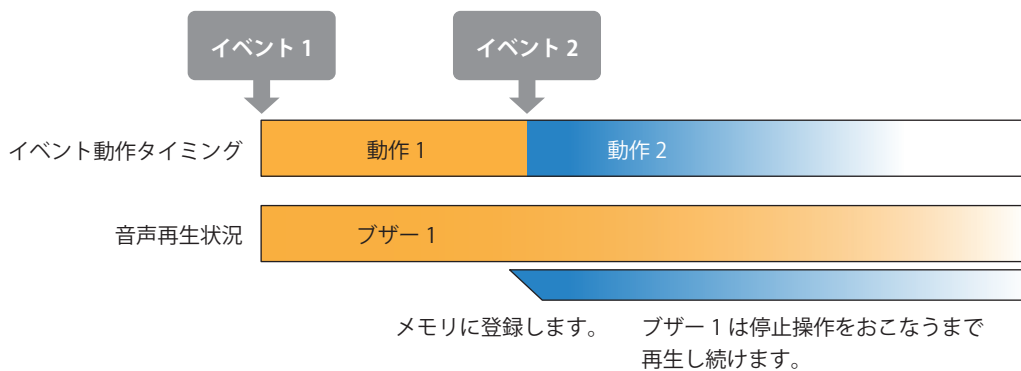 イベント 1
イベント 2
イベント動作タイミング
動作 1
動作 2
音声再生状況
ブザー 1
メモリに登録します。
ブザー 1 は停止操作をおこなうまで
再生し続けます。